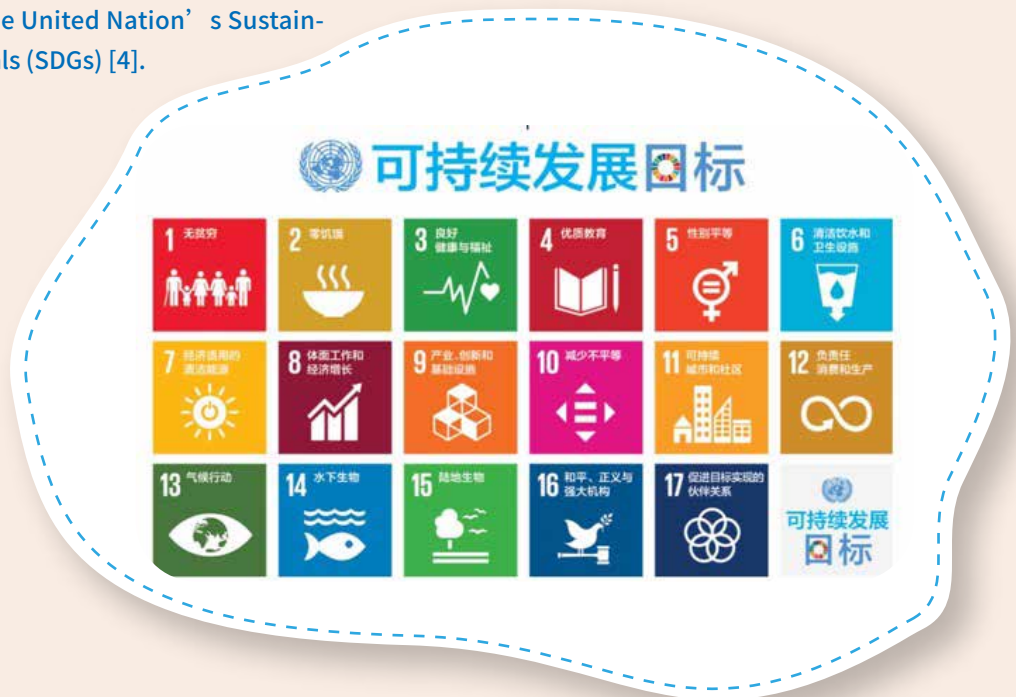 e United Nation’s Sustain-
ls (SDGs) [4].
可持续发展目标
1 无贫穷
2 零饥饿
3 良好
健康与福祉
4 优质教育
5 性别平等
6 清洁饮水和
卫生设施
7 经济适用的
清洁能源
8 体面工作和
经济增长
9 产业、创新和
基础设施
10 减少不平等
11 可持续
城市和社区
12 负责任
消费和生产
13 气候行动
14 水下生物
15 陆地生物
16 和平、正义与
强大机构
17 促进目标实现的
伙伴关系
可持续发展
目标